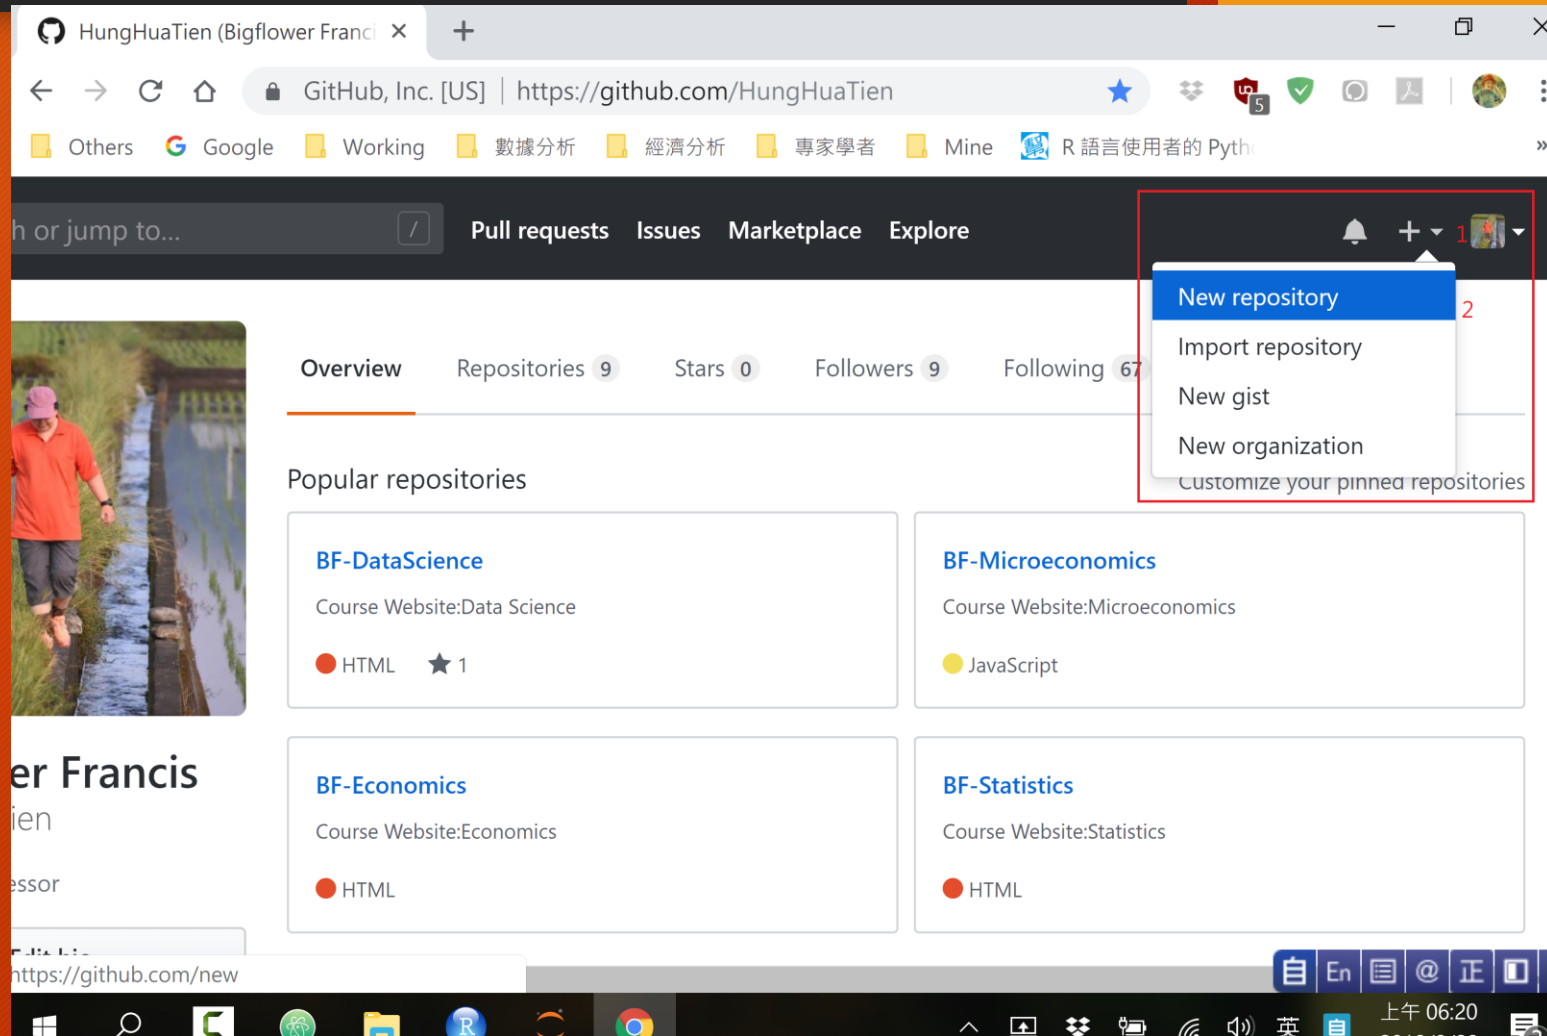 HungHuaTien (Bigflower Franci
GitHub, Inc. [US] | https://github.com/HungHuaTien
5
Others Google Working 數據分析 經濟分析 專家學者 Mine R 語言使用者的 Pyth
h or jump to... / Pull requests Issues Marketplace Explore 1
New repository 2
Import repository
New gist
New organization
Overview Repositories 9 Stars 0 Followers 9 Following 67
Popular repositories Customize your pinned repositories
BF-DataScience
Course Website:Data Science
HTML 1
BF-Microeconomics
Course Website:Microeconomics
JavaScript
er Francis
ien
essor
Edit bio
BF-Economics
Course Website:Economics
HTML
BF-Statistics
Course Website:Statistics
HTML
https://github.com/new
自 En @ 正
R 英 自 上午 06:20